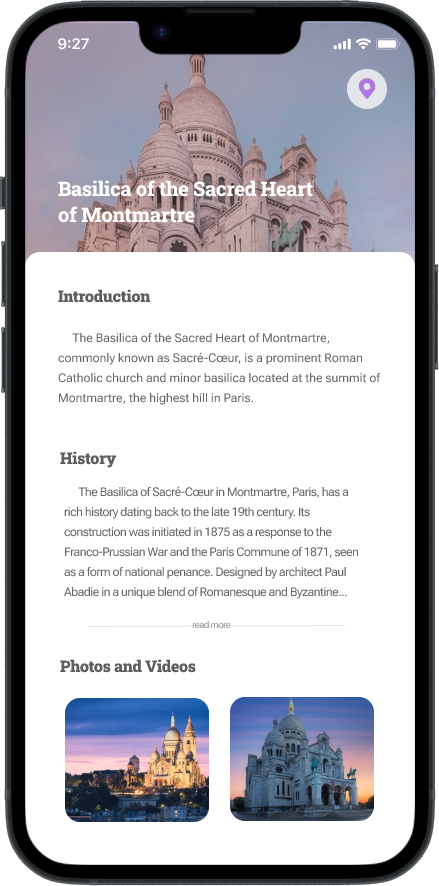 9:27
Basilica of the Sacred Heart
of Montmartre
Introduction
The Basilica of the Sacred Heart of Montmartre,
commonly known as Sacré-Cœur, is a prominent Roman
Catholic church and minor basilica located at the summit of
Montmartre, the highest hill in Paris.
History
The Basilica of Sacré-Cœur in Montmartre, Paris, has a
rich history dating back to the late 19th century. Its
construction was initiated in 1875 as a response to the
Franco-Prussian War and the Paris Commune of 1871, seen
as a form of national penance. Designed by architect Paul
Abadie in a unique blend of Romanesque and Byzantine...
read more
Photos and Videos